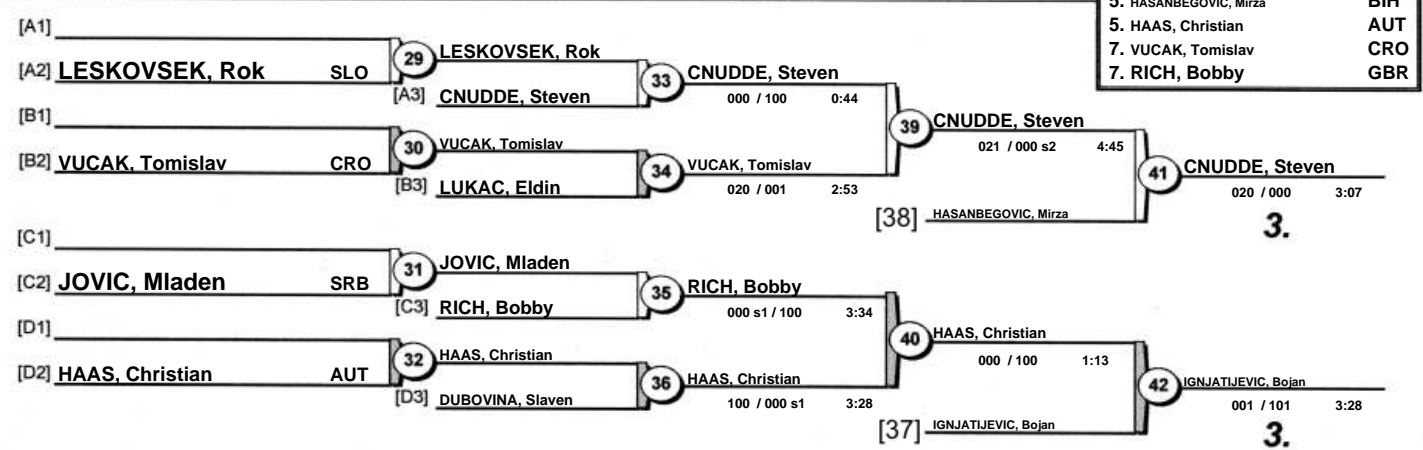 5. HASANBEGOVIC, Mirza BIH
5. HAAS, Christian AUT
7. VUCAK, Tomislav CRO
7. RICH, Bobby GBR
[A1]
[A2] LESKOVSEK, Rok SLO
29
LESKOVSEK, Rok
[A3] CNUDDE, Steven
33
CNUDDE, Steven
000 / 100 0:44
[B1]
[B2] VUCAK, Tomislav CRO
30
VUCAK, Tomislav
[B3] LUKAC, Eldin
34
VUCAK, Tomislav
020 / 001 2:53
39
CNUDDE, Steven
021 / 000 s2 4:45
[38] HASANBEGOVIC, Mirza
41
CNUDDE, Steven
020 / 000 3:07
3.
[C1]
[C2] JOVIC, Mladen SRB
31
JOVIC, Mladen
[C3] RICH, Bobby
35
RICH, Bobby
000 s1 / 100 3:34
[D1]
[D2] HAAS, Christian AUT
32
HAAS, Christian
[D3] DUBOVINA, Slaven
36
HAAS, Christian
100 / 000 s1 3:28
40
HAAS, Christian
000 / 100 1:13
[37] IGNJATIJEVIC, Bojan
42
IGNJATIJEVIC, Bojan
001 / 101 3:28
3.